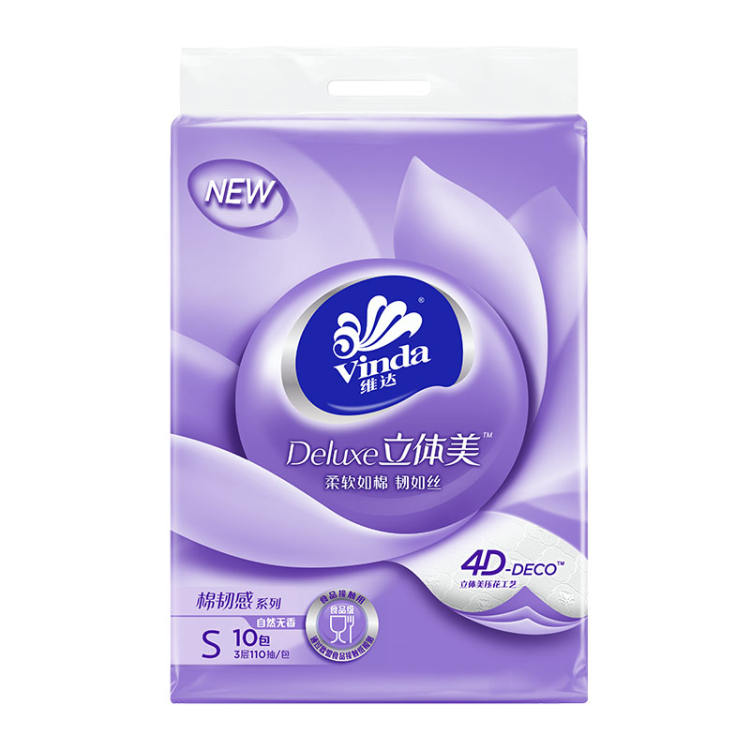 NEW
®
Vinda
维达
Deluxe立体美™
柔软如棉 韧如丝
4D-DECO™
立体美压花工艺
棉韧感 系列
自然无香
S 10包
3层110抽/包
食品接触用
食品级